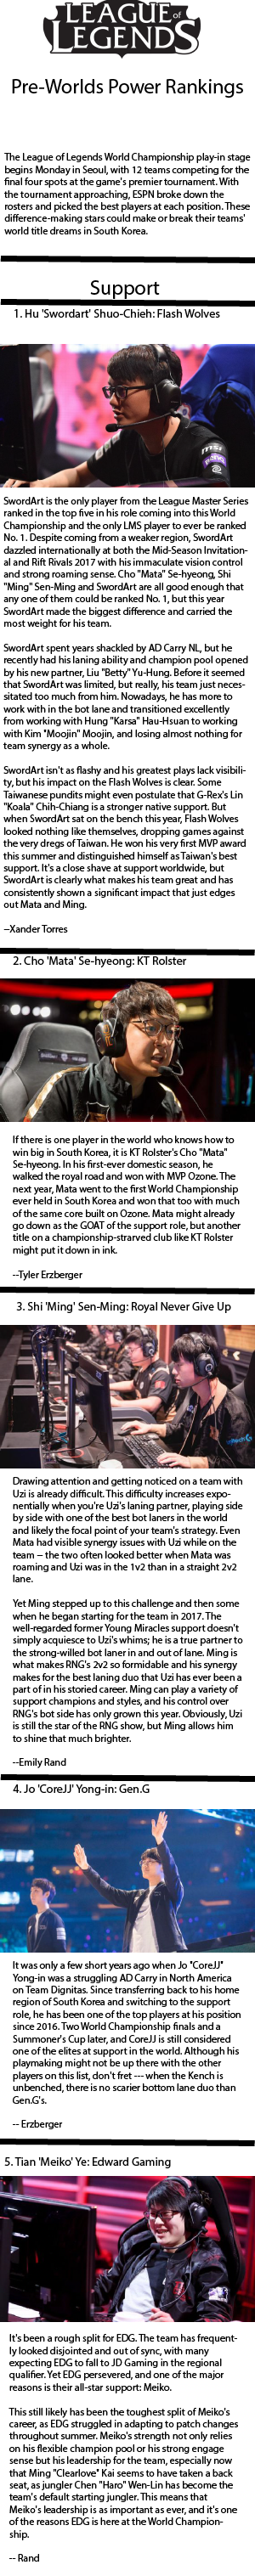 LEAGUE of
LEGENDS
Pre-Worlds Power Rankings
The League of Legends World Championship play-in stage
begins Monday in Seoul, with 12 teams competing for the
final four spots at the game's premier tournament. With
the tournament approaching, ESPN broke down the
rosters and picked the best players at each position. These
difference-making stars could make or break their teams'
world title dreams in South Korea.
Support
1. Hu 'Swordart' Shuo-Chieh: Flash Wolves
SwordArt is the only player from the League Master Series
ranked in the top five in his role coming into this World
Championship and the only LMS player to ever be ranked
No. 1. Despite coming from a weaker region, SwordArt
dazzled internationally at both the Mid-Season Invitation-
al and Rift Rivals 2017 with his immaculate vision control
and strong roaming sense. Cho "Mata" Se-hyeong, Shi
"Ming" Sen-Ming and SwordArt are all good enough that
any one of them could be ranked No. 1, but this year
SwordArt made the biggest difference and carried the
most weight for his team.
SwordArt spent years shackled by AD Carry NL, but he
recently had his laning ability and champion pool opened
by his new partner, Liu "Betty" Yu-Hung. Before it seemed
that SwordArt was limited, but really, his team just neces-
sitated too much from him. Nowadays, he has more to
work with in the bot lane and transitioned excellently
from working with Hung "Karsa" Hau-Hsuan to working
with Kim "Moojin" Moojin, and losing almost nothing for
team synergy as a whole.
SwordArt isn't as flashy and his greatest plays lack visibili-
ty, but his impact on the Flash Wolves is clear. Some
Taiwanese pundits might even postulate that G-Rex's Lin
"Koala" Chih-Chiang is a stronger native support. But
when SwordArt sat on the bench this year, Flash Wolves
looked nothing like themselves, dropping games against
the very dregs of Taiwan. He won his very first MVP award
this summer and distinguished himself as Taiwan's best
support. It's a close shave at support worldwide, but
SwordArt is clearly what makes his team great and has
consistently shown a significant impact that just edges
out Mata and Ming.
--Xander Torres
2. Cho 'Mata' Se-hyeong: KT Rolster
If there is one player in the world who knows how to
win big in South Korea, it is KT Rolster's Cho "Mata"
Se-hyeong. In his first-ever domestic season, he
walked the royal road and won with MVP Ozone. The
next year, Mata went to the first World Championship
ever held in South Korea and won that too with much
of the same core built on Ozone. Mata might already
go down as the GOAT of the support role, but another
title on a championship-starved club like KT Rolster
might put it down in ink.
--Tyler Erzberger
3. Shi 'Ming' Sen-Ming: Royal Never Give Up
Drawing attention and getting noticed on a team with
Uzi is already difficult. This difficulty increases expo-
nentially when you're Uzi's laning partner, playing side
by side with one of the best bot laners in the world
and likely the focal point of your team's strategy. Even
Mata had visible synergy issues with Uzi while on the
team – the two often looked better when Mata was
roaming and Uzi was in the 1v2 than in a straight 2v2
lane.
Yet Ming stepped up to this challenge and then some
when he began starting for the team in 2017. The
well-regarded former Young Miracles support doesn't
simply acquiesce to Uzi's whims; he is a true partner to
the strong-willed bot laner in and out of lane. Ming is
what makes RNG's 2v2 so formidable and his synergy
makes for the best laning duo that Uzi has ever been a
part of in his storied career. Ming can play a variety of
support champions and styles, and his control over
RNG's bot side has only grown this year. Obviously, Uzi
is still the star of the RNG show, but Ming allows him
to shine that much brighter.
--Emily Rand
4. Jo 'CoreJJ' Yong-in: Gen.G
It was only a few short years ago when Jo "CoreJJ"
Yong-in was a struggling AD Carry in North America
on Team Dignitas. Since transferring back to his home
region of South Korea and switching to the support
role, he has been one of the top players at his position
since 2016. Two World Championship finals and a
Summoner's Cup later, and CoreJJ is still considered
one of the elites at support in the world. Although his
playmaking might not be up there with the other
players on this list, don't fret --- when the Kench is
unbenched, there is no scarier bottom lane duo than
Gen.G's.
-- Erzberger
5. Tian 'Meiko' Ye: Edward Gaming
It's been a rough split for EDG. The team has frequent-
ly looked disjointed and out of sync, with many
expecting EDG to fall to JD Gaming in the regional
qualifier. Yet EDG persevered, and one of the major
reasons is their all-star support: Meiko.
This still likely has been the toughest split of Meiko's
career, as EDG struggled in adapting to patch changes
throughout summer. Meiko's strength not only relies
on his flexible champion pool or his strong engage
sense but his leadership for the team, especially now
that Ming "Clearlove" Kai seems to have taken a back
seat, as jungler Chen "Haro" Wen-Lin has become the
team's default starting jungler. This means that
Meiko's leadership is as important as ever, and it's one
of the reasons EDG is here at the World Champion-
ship.
-- Rand